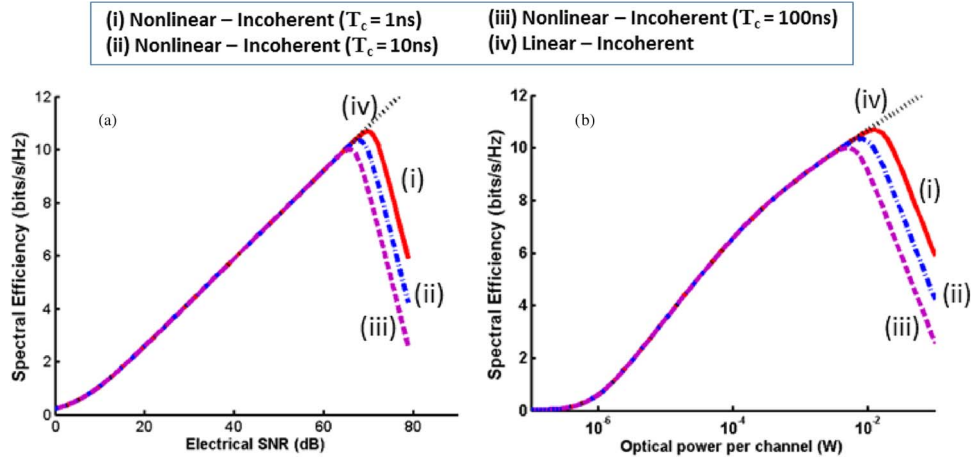 (i) Nonlinear – Incoherent (Tc = 1ns)
(ii) Nonlinear – Incoherent (Tc = 10ns)
(iii) Nonlinear – Incoherent (Tc = 100ns)
(iv) Linear – Incoherent
(a)
(iv)
(i)
(ii)
(iii)
12
10
8
6
4
2
0
Spectral Efficiency (bits/s/Hz)
0 20 40 60 80
Electrical SNR (dB)
(b)
(iv)
(i)
(ii)
(iii)
12
10
8
6
4
2
0
Spectral Efficiency (bits/s/Hz)
10^-6 10^-4 10^-2
Optical power per channel (W)